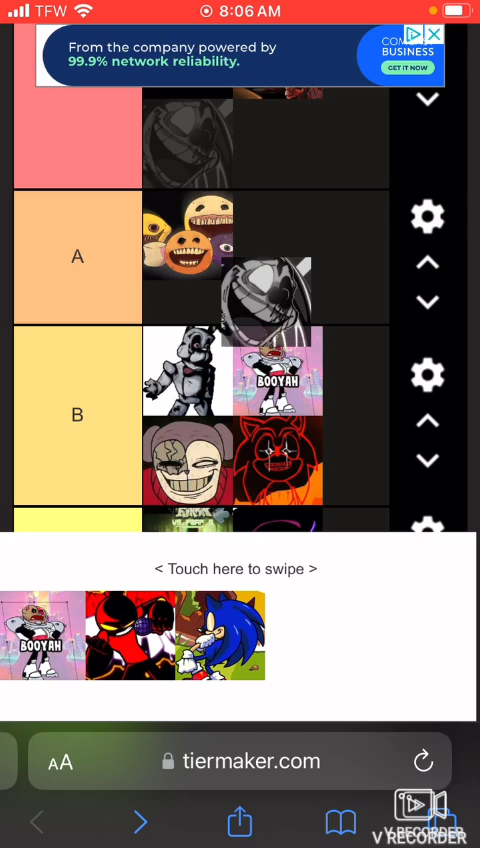 TFW
8:06 AM
From the company powered by
99.9% network reliability.
BUSINESS
GET IT NOW
A
B
BOOYAH
< Touch here to swipe >
BOOYAH
AA
tiermaker.com
V RECORDER